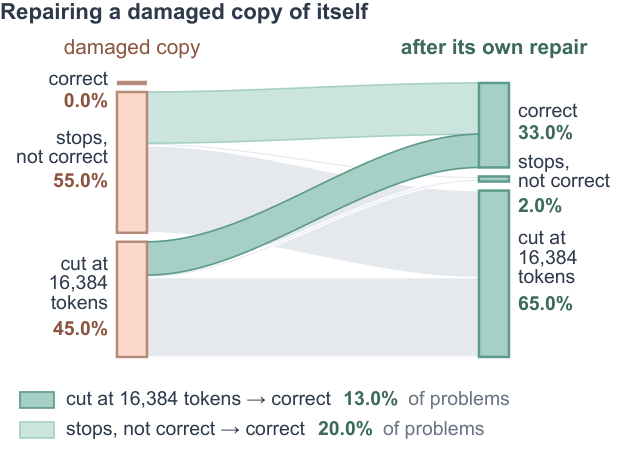 Repairing a damaged copy of itself
damaged copy
after its own repair
correct
0.0%
stops,
not correct
55.0%
cut at
16,384
tokens
45.0%
correct
33.0%
stops,
not correct
2.0%
cut at
16,384
tokens
65.0%
cut at 16,384 tokens → correct 13.0% of problems
stops, not correct → correct 20.0% of problems